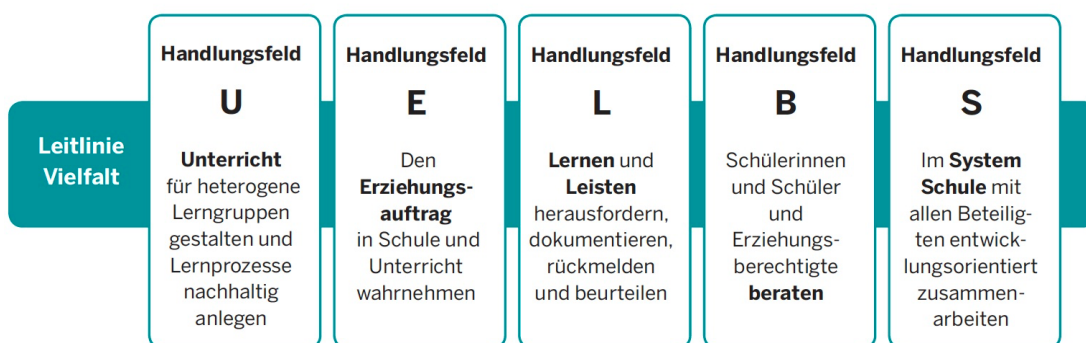 Leitlinie
Vielfalt
Handlungsfeld
U
Unterricht
für heterogene
Lerngruppen
gestalten und
Lernprozesse
nachhaltig
anlegen
Handlungsfeld
E
Den
Erziehungs-
auftrag
in Schule und
Unterricht
wahrnehmen
Handlungsfeld
L
Lernen und
Leisten
herausfordern,
dokumentieren,
rückmelden
und beurteilen
Handlungsfeld
B
Schülerinnen
und Schüler
und
Erziehungs-
berechtigte
beraten
Handlungsfeld
S
Im System
Schule mit
allen Beteilig-
ten entwick-
lungsorientiert
zusammen-
arbeiten